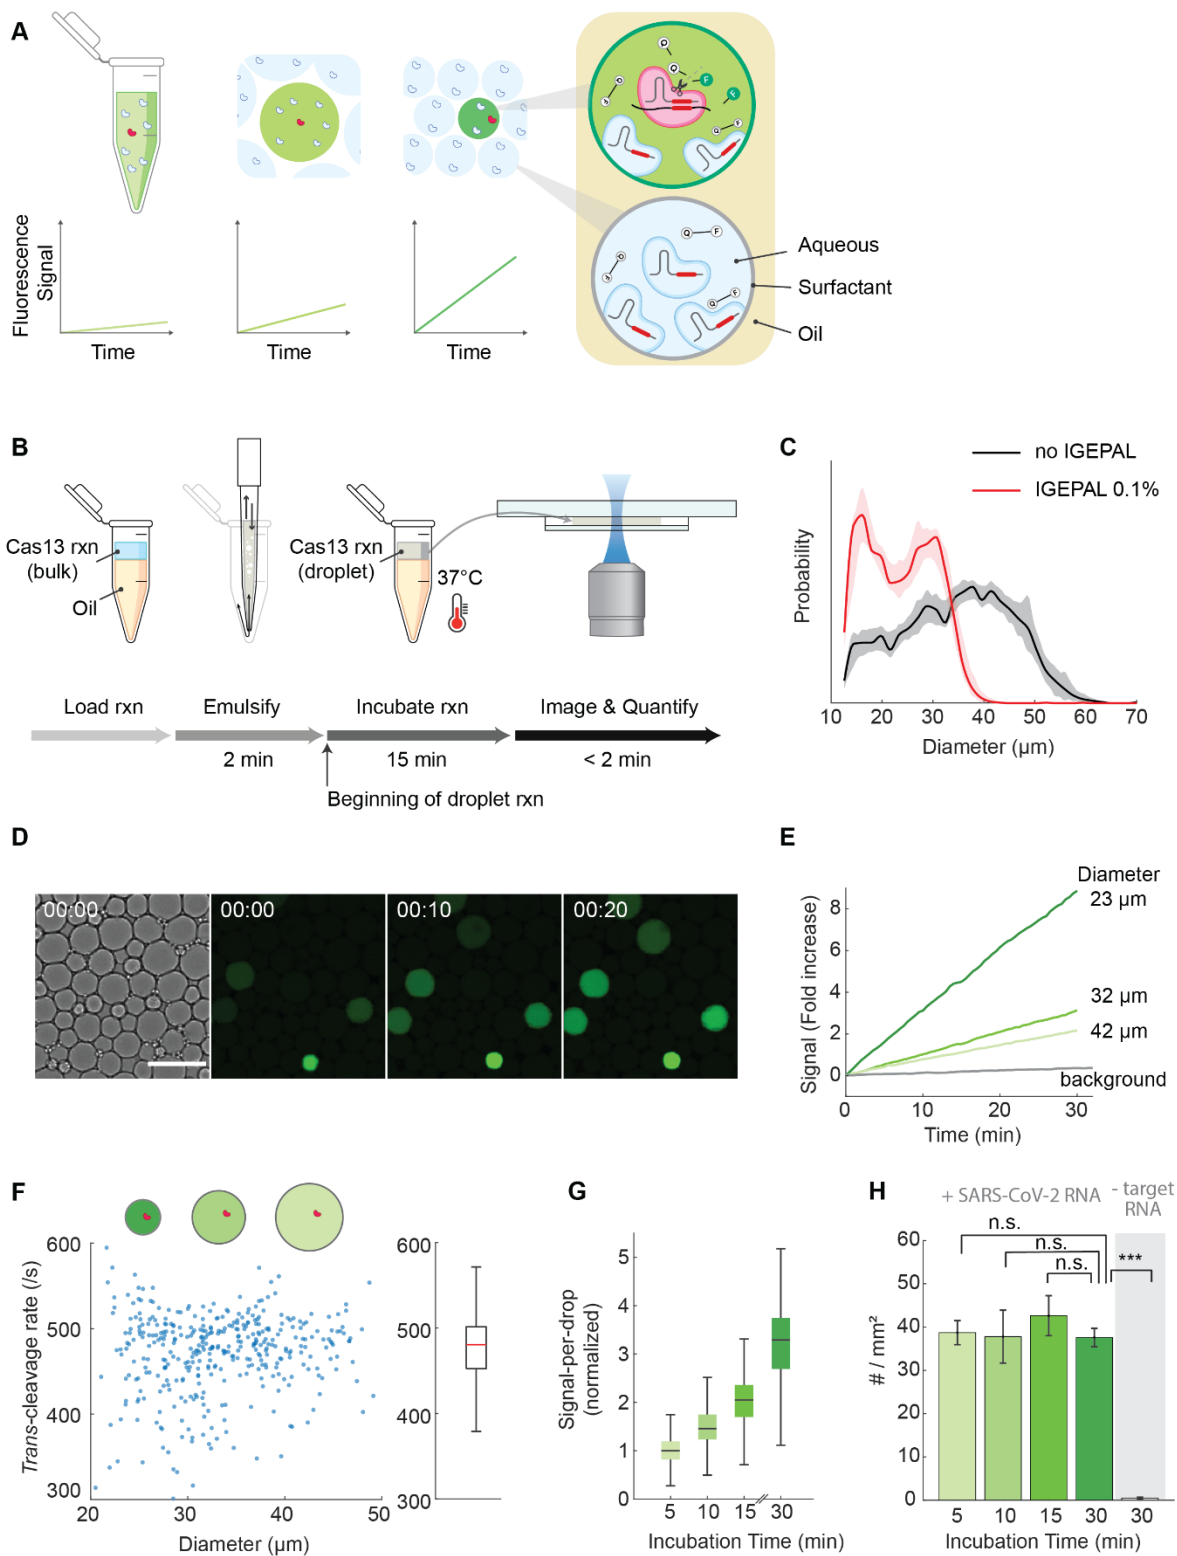 A
Fluorescence
Signal
Time
Time
Time
Q
Q
F
F
Q
F
Q
F
Q
F
Q
F
Q
F
Aqueous
Surfactant
Oil
B
Cas13 rxn
(bulk)
Oil
Cas13 rxn
(droplet)
37°C
Load rxn
Emulsify
Incubate rxn
Image & Quantify
2 min
15 min
< 2 min
Beginning of droplet rxn
C
no IGEPAL
IGEPAL 0.1%
Probability
10 20 30 40 50 60 70
Diameter (µm)
D
00:00
00:00
00:10
00:20
E
Signal (Fold increase)
8
6
4
2
0
Diameter
23 µm
32 µm
42 µm
background
0 10 20 30
Time (min)
F
Trans-cleavage rate (/s)
600
500
400
300
20 30 40 50
Diameter (µm)
600
500
400
300
G
Signal-per-drop
(normalized)
5
4
3
2
1
0
5 10 15 30
Incubation Time (min)
H
+ SARS-CoV-2 RNA
- target
RNA
n.s.
n.s.
n.s.
***
# / mm²
60
50
40
30
20
10
0
5 10 15 30 30
Incubation Time (min)